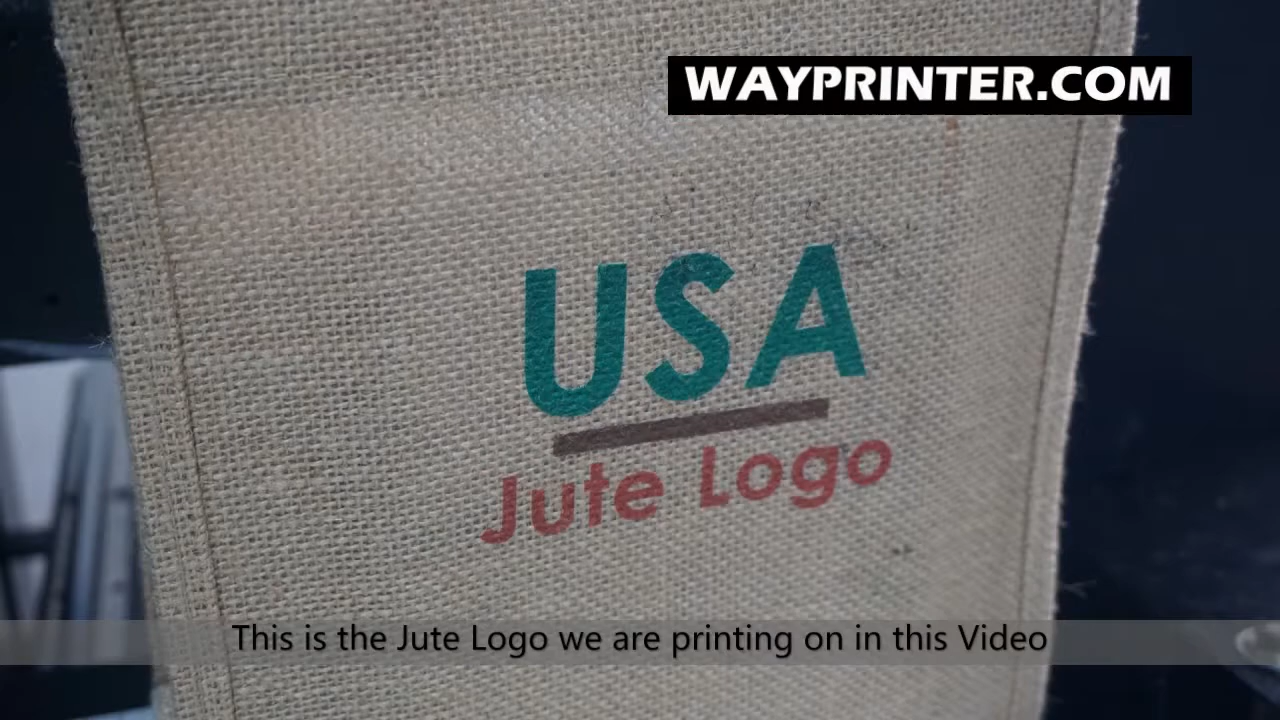 WAYPRINTER.COM
USA
Jute Logo
This is the Jute Logo we are printing on in this Video